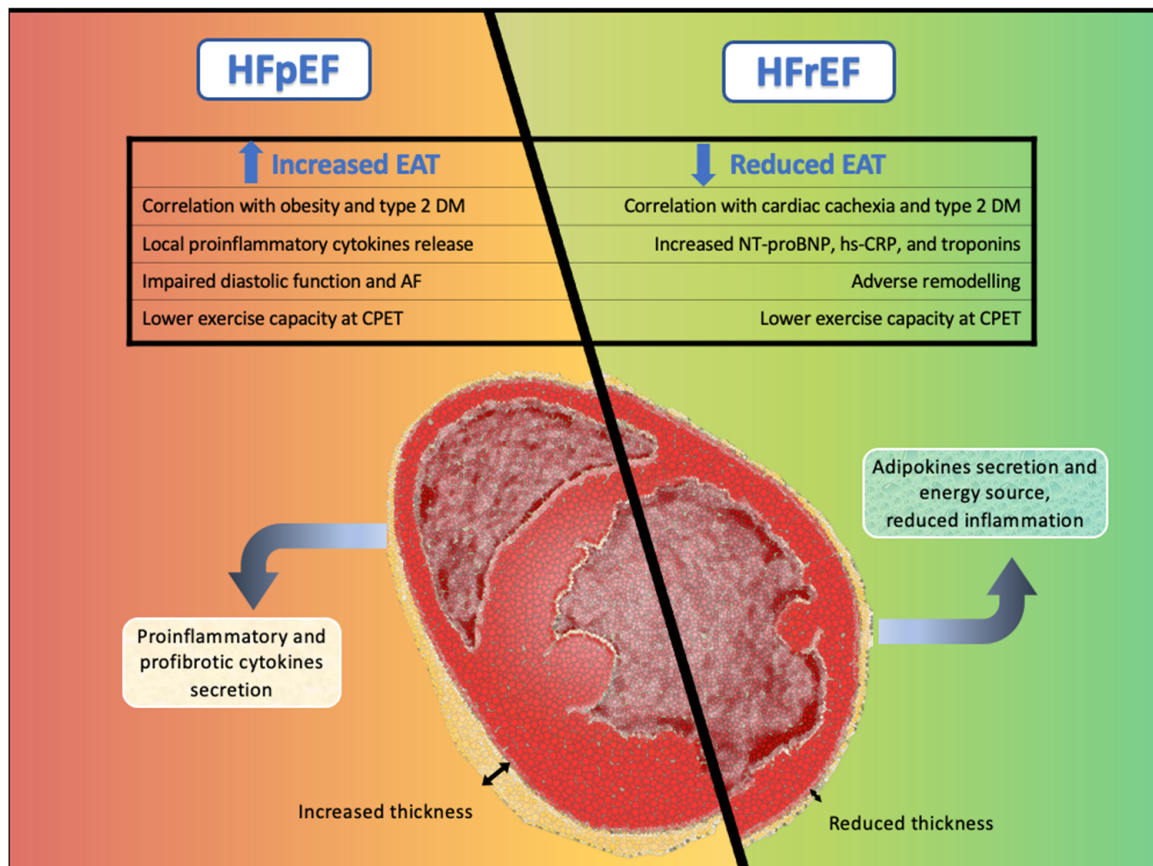 HFpEF
HFrEF
Increased EAT
Reduced EAT
Correlation with obesity and type 2 DM
Correlation with cardiac cachexia and type 2 DM
Local proinflammatory cytokines release
Increased NT-proBNP, hs-CRP, and troponins
Impaired diastolic function and AF
Adverse remodelling
Lower exercise capacity at CPET
Lower exercise capacity at CPET
Adipokines secretion and
energy source,
reduced inflammation
Proinflammatory and
profibrotic cytokines
secretion
Increased thickness
Reduced thickness